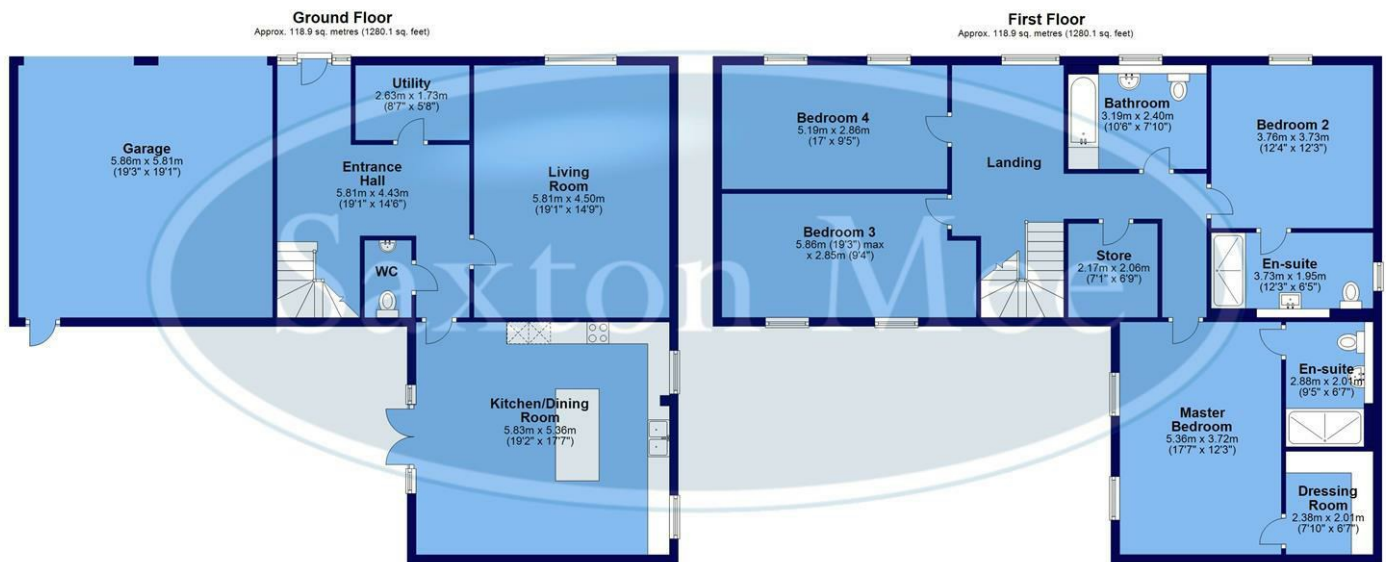 Ground Floor
Approx. 118.9 sq. metres (1280.1 sq. feet)
Garage
5.86m x 5.81m
(19'3" x 19'1")
Utility
2.63m x 1.73m
(8'7" x 5'8")
Entrance
Hall
5.81m x 4.43m
(19'1" x 14'6")
Living
Room
5.81m x 4.50m
(19'1" x 14'9")
WC
Kitchen/Dining
Room
5.83m x 5.36m
(19'2" x 17'7")
First Floor
Approx. 118.9 sq. metres (1280.1 sq. feet)
Bedroom 4
5.19m x 2.86m
(17' x 9'5")
Landing
Bathroom
3.19m x 2.40m
(10'6" x 7'10")
Bedroom 2
3.76m x 3.73m
(12'4" x 12'3")
Bedroom 3
5.86m (19'3") max
x 2.85m (9'4")
Store
2.17m x 2.06m
(7'1" x 6'9")
En-suite
3.73m x 1.95m
(12'3" x 6'5")
En-suite
2.88m x 2.01m
(9'5" x 6'7")
Master
Bedroom
5.36m x 3.72m
(17'7" x 12'3")
Dressing
Room
2.38m x 2.01m
(7'10" x 6'7")
Saxton Mee